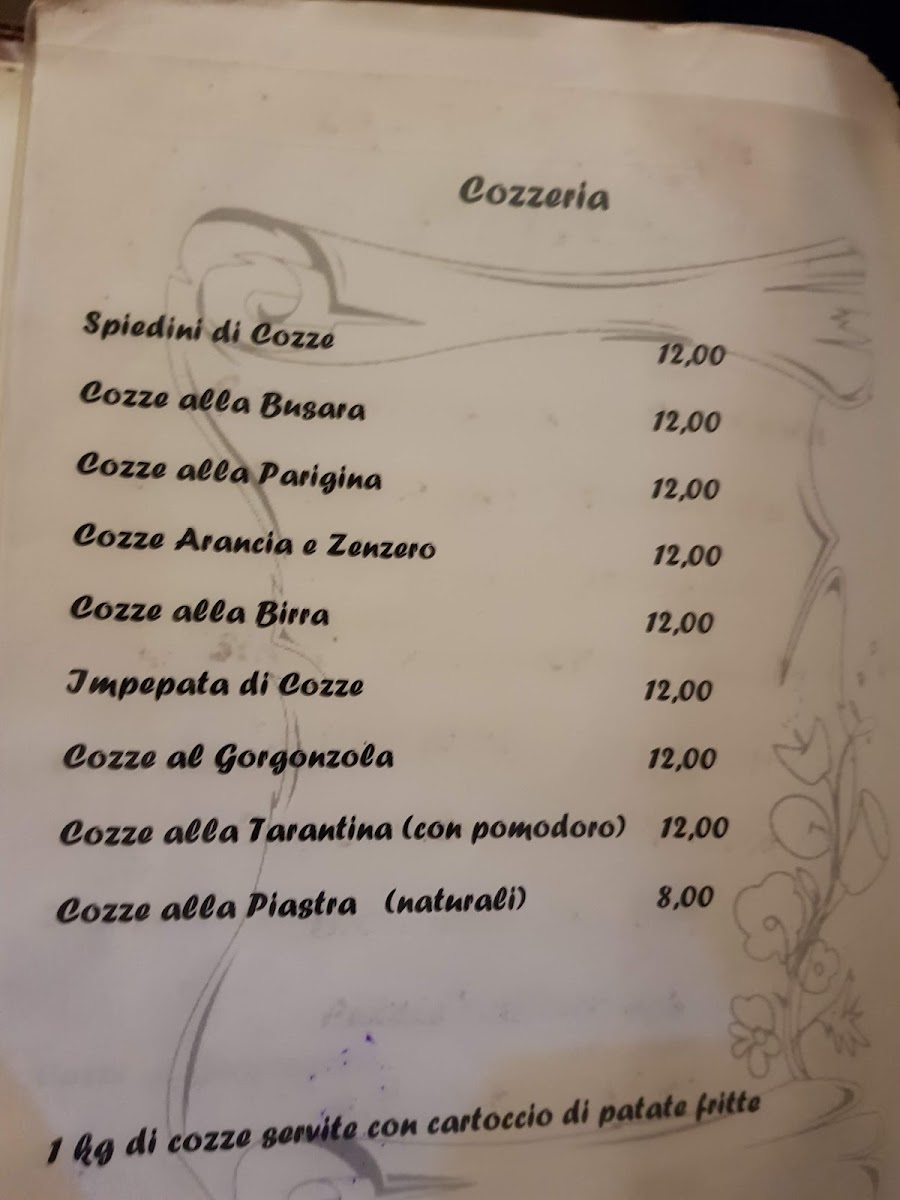 Cozzeria
Spiedini di Cozze 12,00
Cozze alla Busara 12,00
Cozze alla Parigina 12,00
Cozze Arancia e Zenzero 12,00
Cozze alla Birra 12,00
Impepata di Cozze 12,00
Cozze al Gorgonzola 12,00
Cozze alla Tarantina (con pomodoro) 12,00
Cozze alla Piastra (naturali) 8,00
1 kg di cozze servite con cartoccio di patate fritte